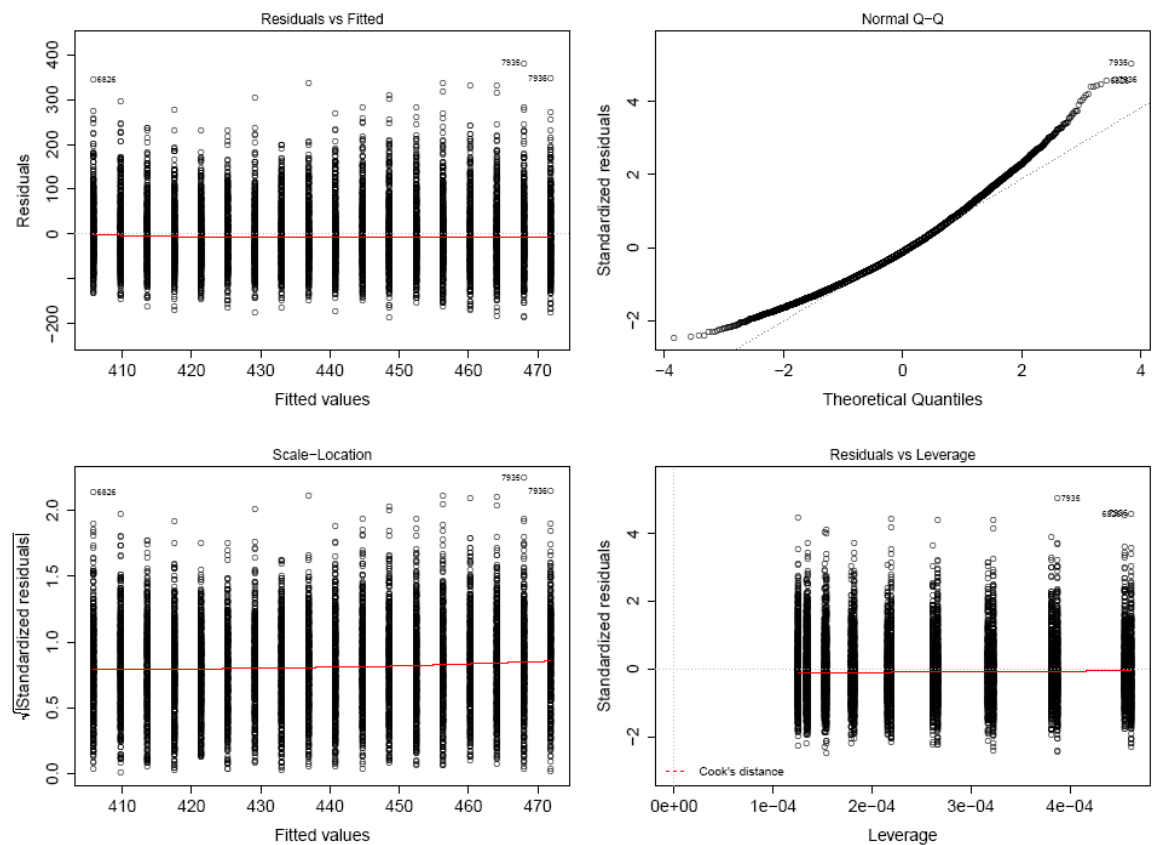 Residuals vs Fitted
Residuals
400
300
200
100
0
−200
6826
7935
7936
410
420
430
440
450
460
470
Fitted values
Normal Q−Q
Standardized residuals
4
2
0
−2
7935
−4
−2
0
2
4
Theoretical Quantiles
Scale−Location
√|Standardized residuals|
2.0
1.5
1.0
0.5
0.0
6826
7935
7936
410
420
430
440
450
460
470
Fitted values
Residuals vs Leverage
Standardized residuals
4
2
0
−2
7935
Cook's distance
0e+00
1e−04
2e−04
3e−04
4e−04
Leverage